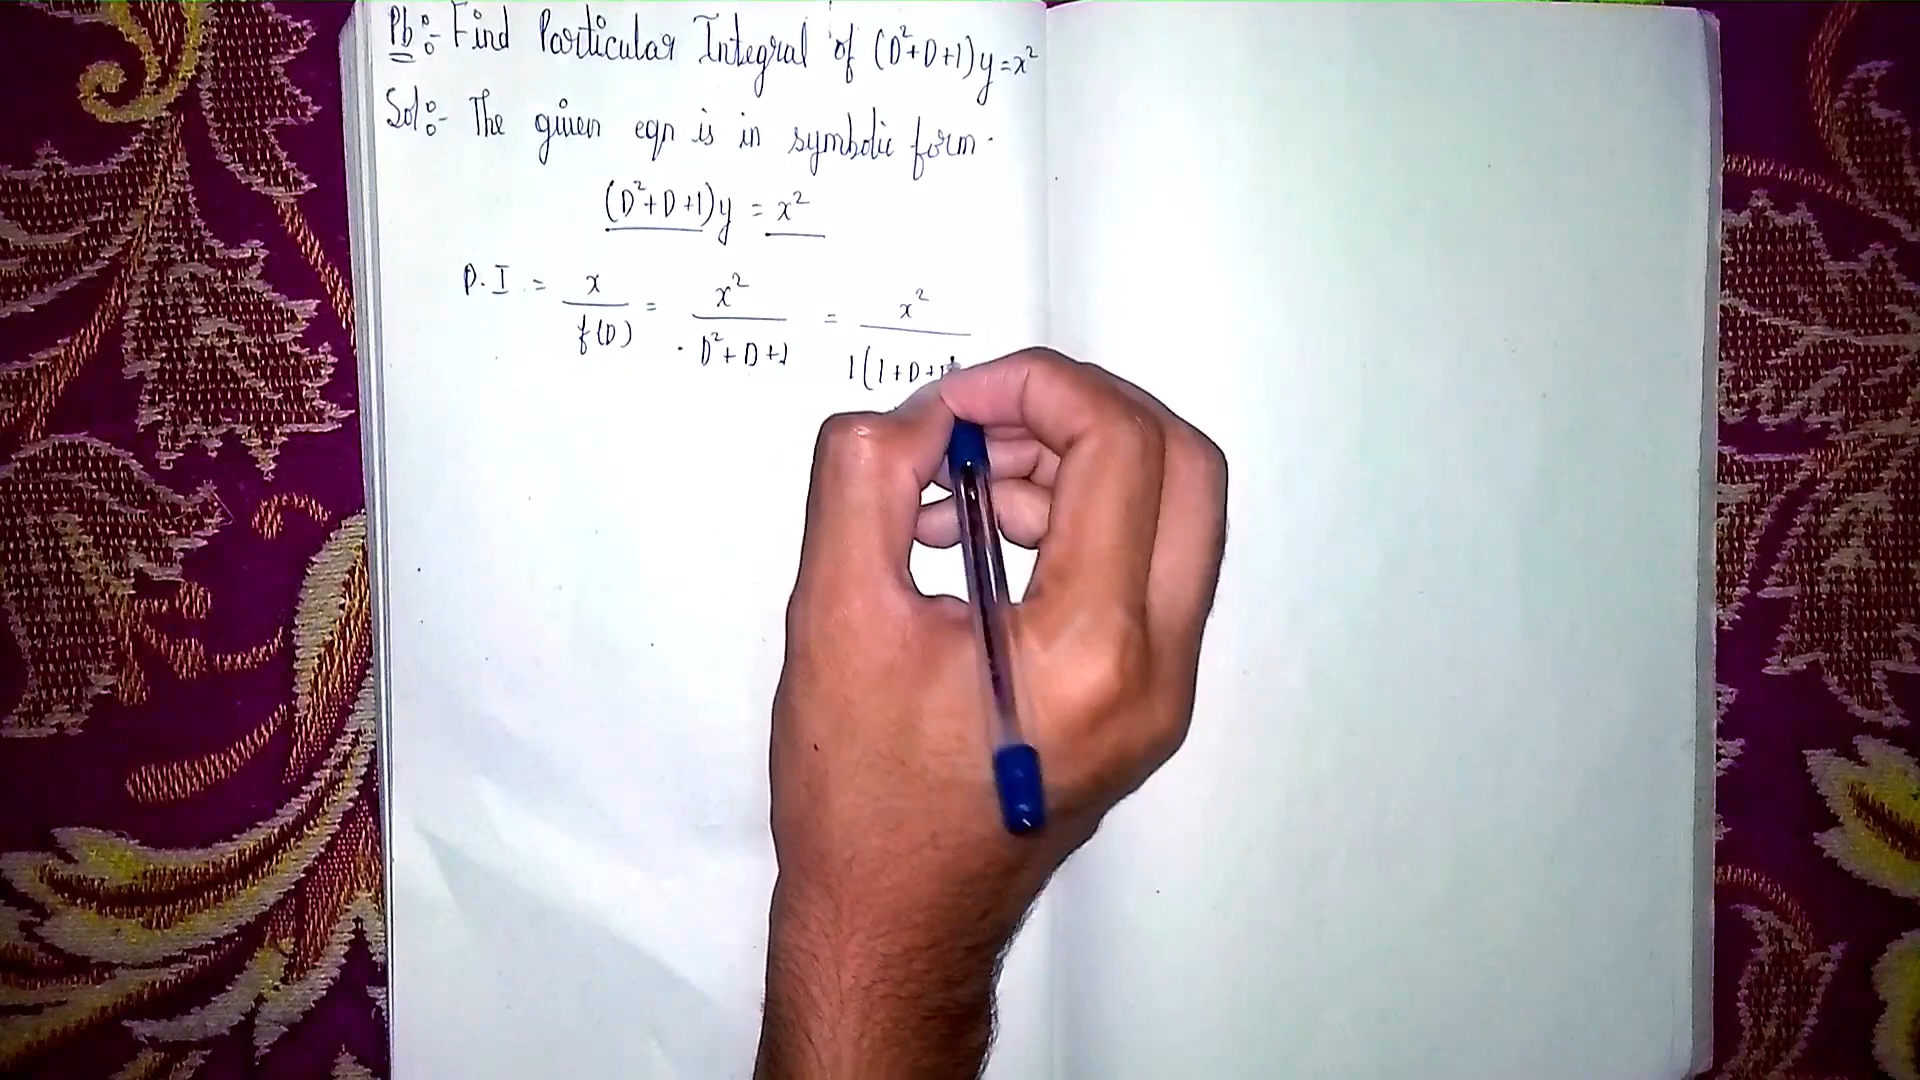 Pb:- Find Particular Integral of (D²+D+1)y=x²
Sol:- The given eqn is in symbolic form.
(D²+D+1)y = x²
P.I = x/f(D) = x²/D²+D+1 = x²/1(1+D+